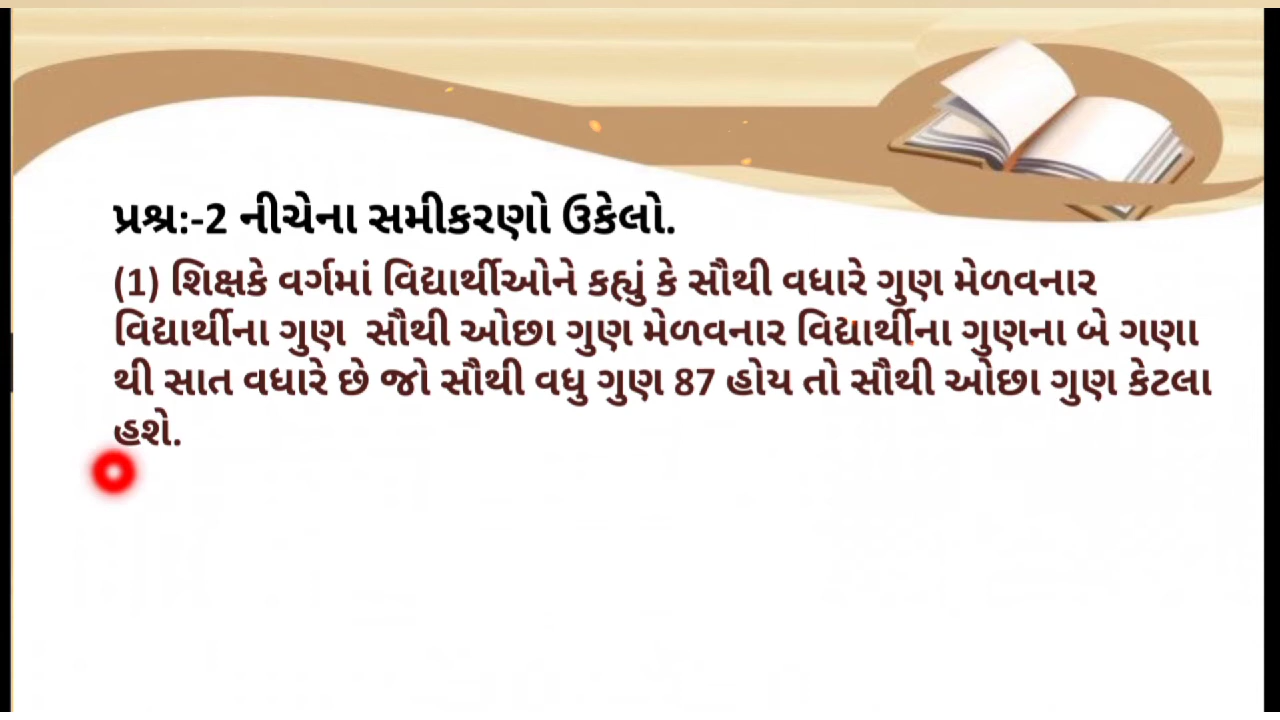 પ્રશ્ર:-2 નીચેના સમીકરણો ઉકેલો.
(1) શિક્ષકે વર્ગમાં વિદ્યાર્થીઓને કહ્યું કે સૌથી વધારે ગુણ મેળવનાર
વિદ્યાર્થીના ગુણ સૌથી ઓછા ગુણ મેળવનાર વિદ્યાર્થીના ગુણના બે ગણા
થી સાત વધારે છે જો સૌથી વધુ ગુણ 87 હોય તો સૌથી ઓછા ગુણ કેટલા
હશે.